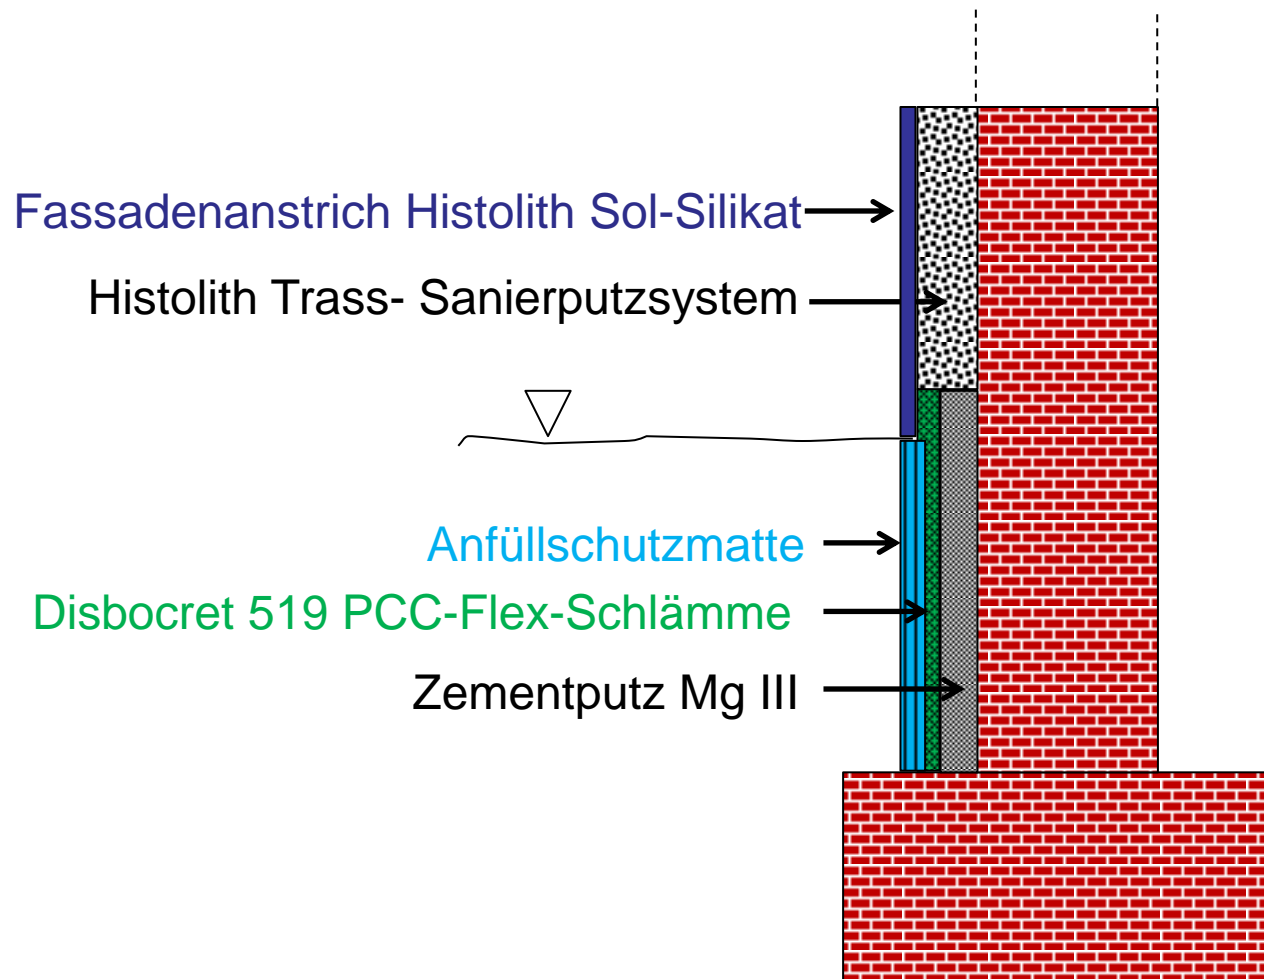 Fassadenanstrich Histolith Sol-Silikat
Histolith Trass- Sanierputzsystem
Anfüllschutzmatte
Disbocret 519 PCC-Flex-Schlämme
Zementputz Mg III